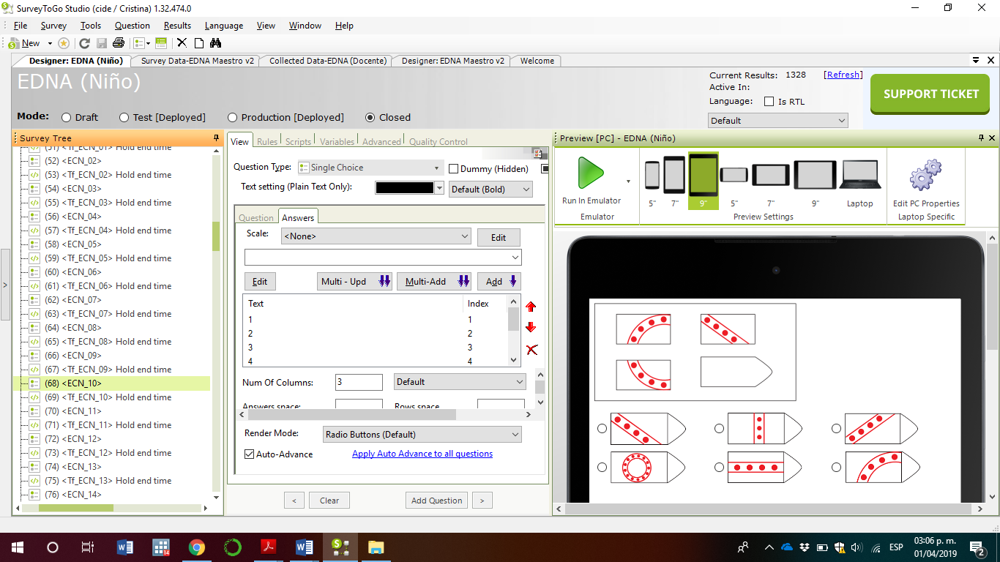 SurveyToGo Studio (cide / Cristina) 1.32.474.0
File Survey Tools Question Results Language View Window Help
New
Designer: EDNA (Niño) Survey Data-EDNA Maestro v2 Collected Data-EDNA (Docente) Designer: EDNA Maestro v2 Welcome
EDNA (Niño)
Current Results: 1328 [Refresh]
Active In:
Language: Is RTL
Default
SUPPORT TICKET
Mode: Draft Test [Deployed] Production [Deployed] Closed
Survey Tree
(51) <Tf_ECN_01> Hold end time
(52) <ECN_02>
(53) <Tf_ECN_02> Hold end time
(54) <ECN_03>
(55) <Tf_ECN_03> Hold end time
(56) <ECN_04>
(57) <Tf_ECN_04> Hold end time
(58) <ECN_05>
(59) <Tf_ECN_05> Hold end time
(60) <ECN_06>
(61) <Tf_ECN_06> Hold end time
(62) <ECN_07>
(63) <Tf_ECN_07> Hold end time
(64) <ECN_08>
(65) <Tf_ECN_08> Hold end time
(66) <ECN_09>
(67) <Tf_ECN_09> Hold end time
(68) <ECN_10>
(69) <Tf_ECN_10> Hold end time
(70) <ECN_11>
(71) <Tf_ECN_11> Hold end time
(72) <ECN_12>
(73) <Tf_ECN_12> Hold end time
(74) <ECN_13>
(75) <Tf_ECN_13> Hold end time
(76) <ECN_14>
View Rules Scripts Variables Advanced Quality Control
Question Type: Single Choice Dummy (Hidden)
Text setting (Plain Text Only): Default (Bold)
Question Answers
Scale: <None> Edit
Edit Multi - Upd Multi-Add Add
Text Index
1 1
2 2
3 3
4 4
Num Of Columns: 3 Default
Answers space: Rows space
Render Mode: Radio Buttons (Default)
Auto-Advance Apply Auto Advance to all questions
< Clear Add Question >
Preview [PC] - EDNA (Niño)
Run In Emulator 5" 7" 9" 5" 7" 9" Laptop Edit PC Properties
Emulator Preview Settings Laptop Specific
ESP
03:06 p. m.
01/04/2019
14
2